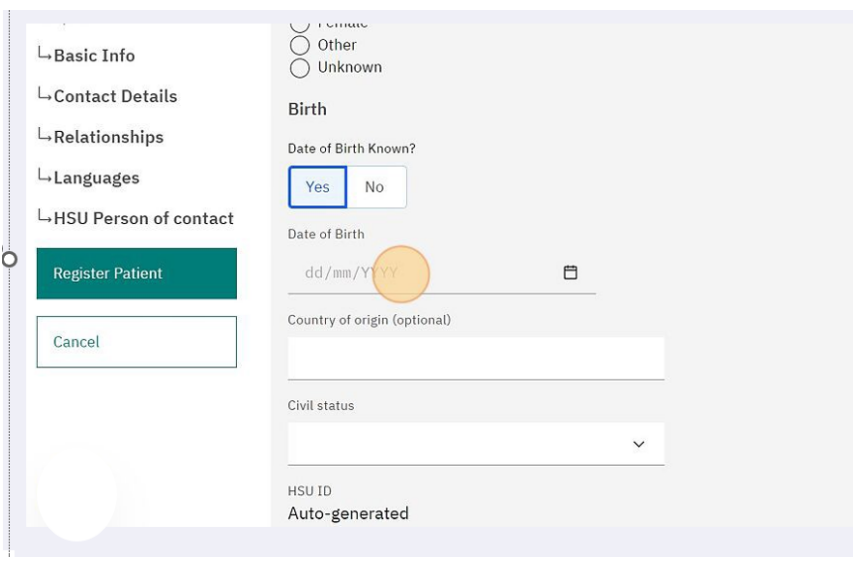 ↳Basic Info
↳Contact Details
↳Relationships
↳Languages
↳HSU Person of contact
Register Patient
Cancel
Female
Other
Unknown
Birth
Date of Birth Known?
Yes No
Date of Birth
dd/mm/YYYY
Country of origin (optional)
Civil status
HSU ID
Auto-generated